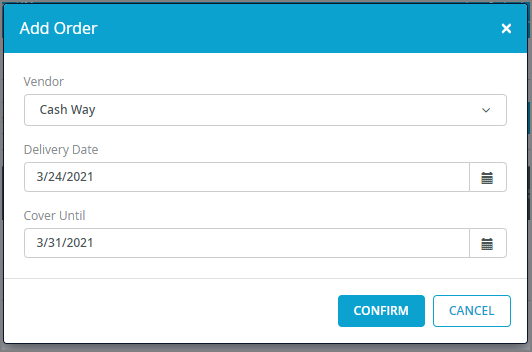 Add Order
Vendor
Cash Way
Delivery Date
3/24/2021
Cover Until
3/31/2021
CONFIRM CANCEL